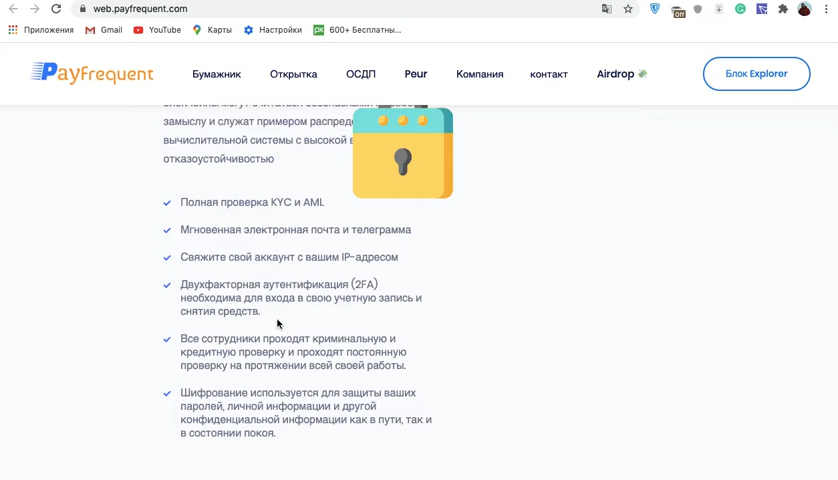 web.payfrequent.com
Приложения
Gmail
YouTube
Карты
Настройки
600+ Бесплатны...
PayFrequent
Бумажник
Открытка
ОСДП
Peur
Компания
контакт
Airdrop
Блок Explorer
замыслу и служат примером распреде
вычислительной системы с высокой в
отказоустойчивостью
Полная проверка KYC и AML
Мгновенная электронная почта и телеграмма
Свяжите свой аккаунт с вашим IP-адресом
Двухфакторная аутентификация (2FA)
необходима для входа в свою учетную запись и
снятия средств.
Все сотрудники проходят криминальную и
кредитную проверку и проходят постоянную
проверку на протяжении всей своей работы.
Шифрование используется для защиты ваших
паролей, личной информации и другой
конфиденциальной информации как в пути, так и
в состоянии покоя.
Off